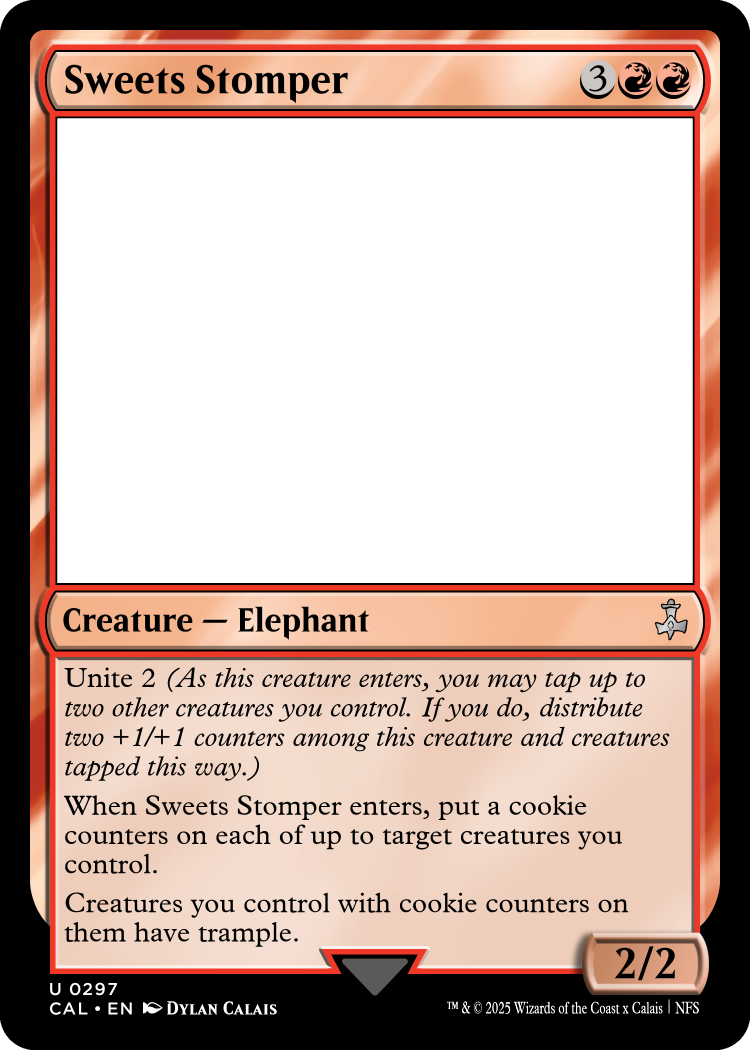 Sweets Stomper 3
Creature — Elephant
Unite 2 (As this creature enters, you may tap up to
two other creatures you control. If you do, distribute
two +1/+1 counters among this creature and creatures
tapped this way.)
When Sweets Stomper enters, put a cookie
counters on each of up to target creatures you
control.
Creatures you control with cookie counters on
them have trample.
2/2
U 0297
CAL • EN DYLAN CALAIS
™ & © 2025 Wizards of the Coast x Calais | NFS